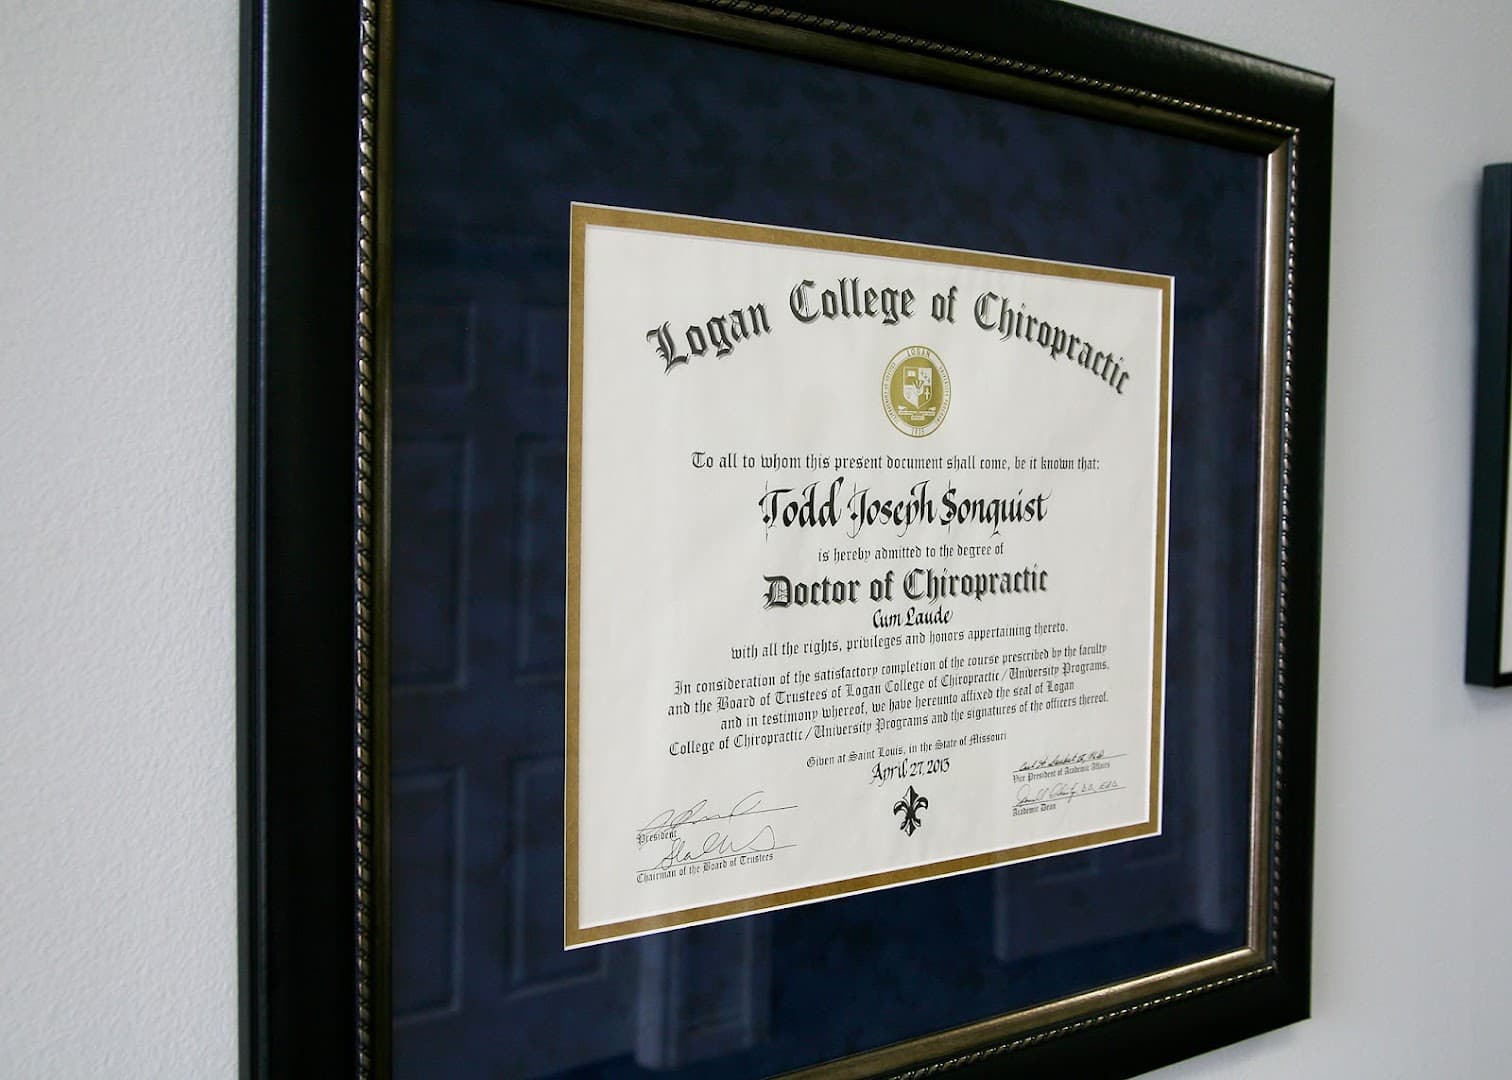 Logan College of Chiropractic
LOGAN
To all to whom this present document shall come, be it known that:
Todd Joseph Sonquist
is hereby admitted to the degree of
Doctor of Chiropractic
Cum Laude
with all the rights, privileges and honors appertaining thereto.
In consideration of the satisfactory completion of the course prescribed by the faculty
and the Board of Trustees of Logan College of Chiropractic/University Programs,
and in testimony whereof, we have hereunto affixed the seal of Logan
College of Chiropractic/University Programs and the signatures of the officers thereof.
Given at Saint Louis, in the State of Missouri
April 27, 2013
Vice President of Academic Affairs
Academic Dean
President
Chairman of the Board of Trustees